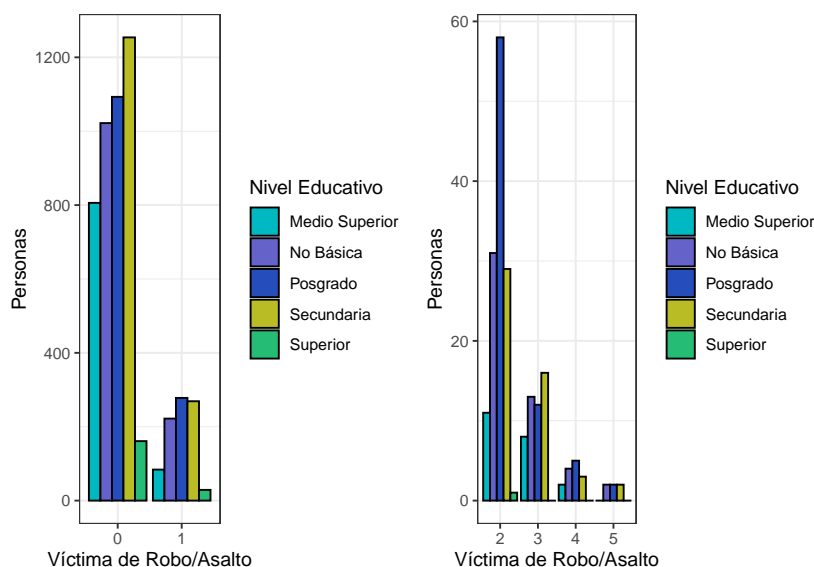 1200
800
400
0
Personas
0 1
Víctima de Robo/Asalto
Nivel Educativo
Medio Superior
No Básica
Posgrado
Secundaria
Superior
60
40
20
0
Personas
2 3 4 5
Víctima de Robo/Asalto
Nivel Educativo
Medio Superior
No Básica
Posgrado
Secundaria
Superior